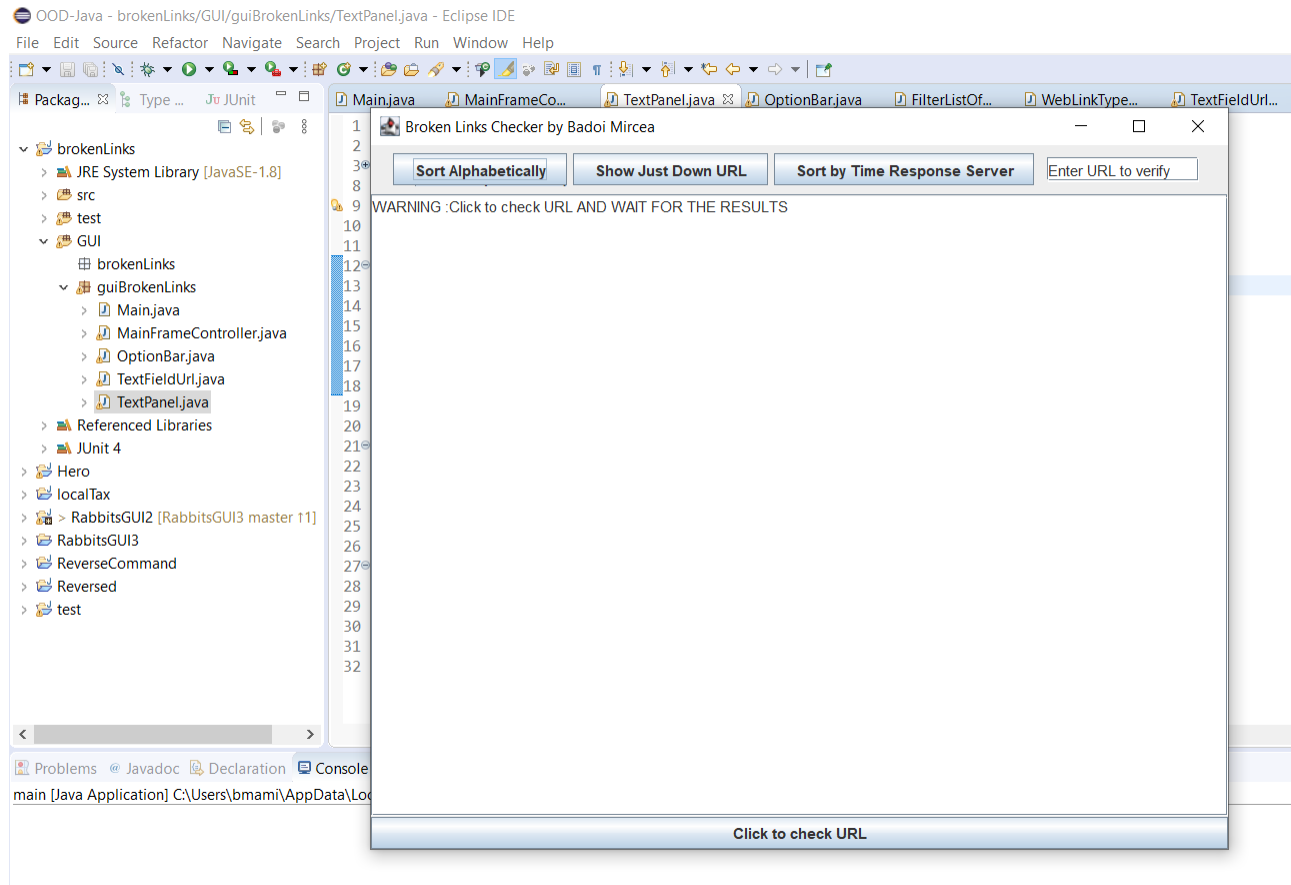 OOD-Java - brokenLinks/GUI/guiBrokenLinks/TextPanel.java - Eclipse IDE
File Edit Source Refactor Navigate Search Project Run Window Help
Packag... Type ... JUnit
Main.java MainFrameCo... TextPanel.java OptionBar.java FilterListOf... WebLinkType... TextFieldUrl...
brokenLinks
JRE System Library [JavaSE-1.8]
src
test
GUI
brokenLinks
guiBrokenLinks
Main.java
MainFrameController.java
OptionBar.java
TextFieldUrl.java
TextPanel.java
Referenced Libraries
JUnit 4
Hero
localTax
> RabbitsGUI2 [RabbitsGUI3 master ↑1]
RabbitsGUI3
ReverseCommand
Reversed
test
1
2
3
8
9
10
11
12
13
14
15
16
17
18
19
20
21
22
23
24
25
26
27
28
29
30
31
32
Broken Links Checker by Badoi Mircea
Sort Alphabetically Show Just Down URL Sort by Time Response Server Enter URL to verify
WARNING :Click to check URL AND WAIT FOR THE RESULTS
Click to check URL
Problems @ Javadoc Declaration Console
main [Java Application] C:\Users\bmami\AppData\Loc